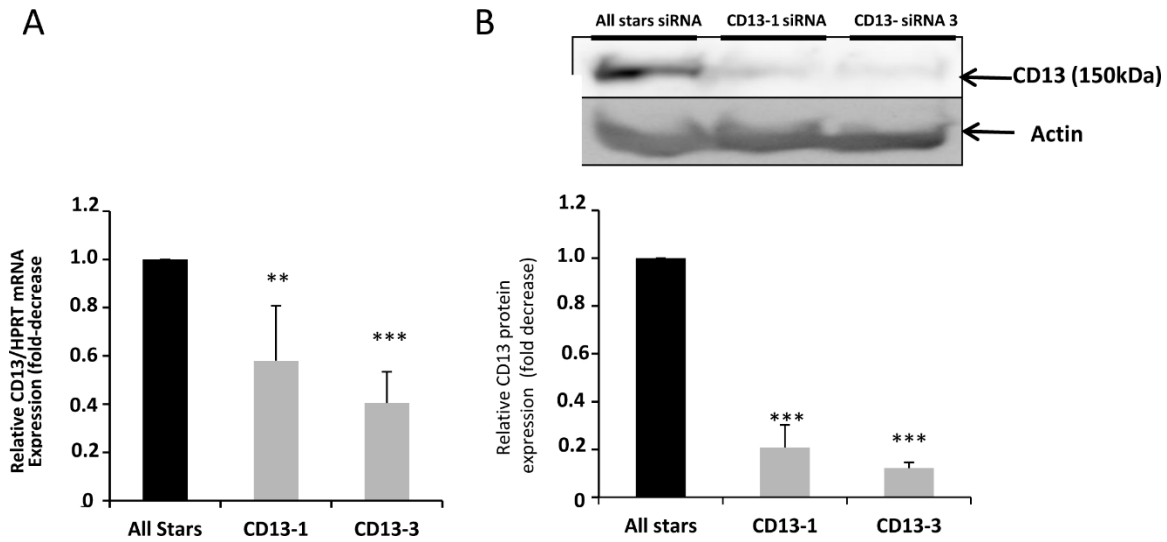 A
1.2
1.0
0.8
0.6
0.4
0.2
0
Relative CD13/HPRT mRNA
Expression (fold-decrease
**
***
All Stars
CD13-1
CD13-3
B
All stars siRNA
CD13-1 siRNA
CD13- siRNA 3
CD13 (150kDa)
Actin
1.2
1.0
0.8
0.6
0.4
0.2
0
Relative CD13 protein
expression (fold decrease)
***
***
All stars
CD13-1
CD13-3